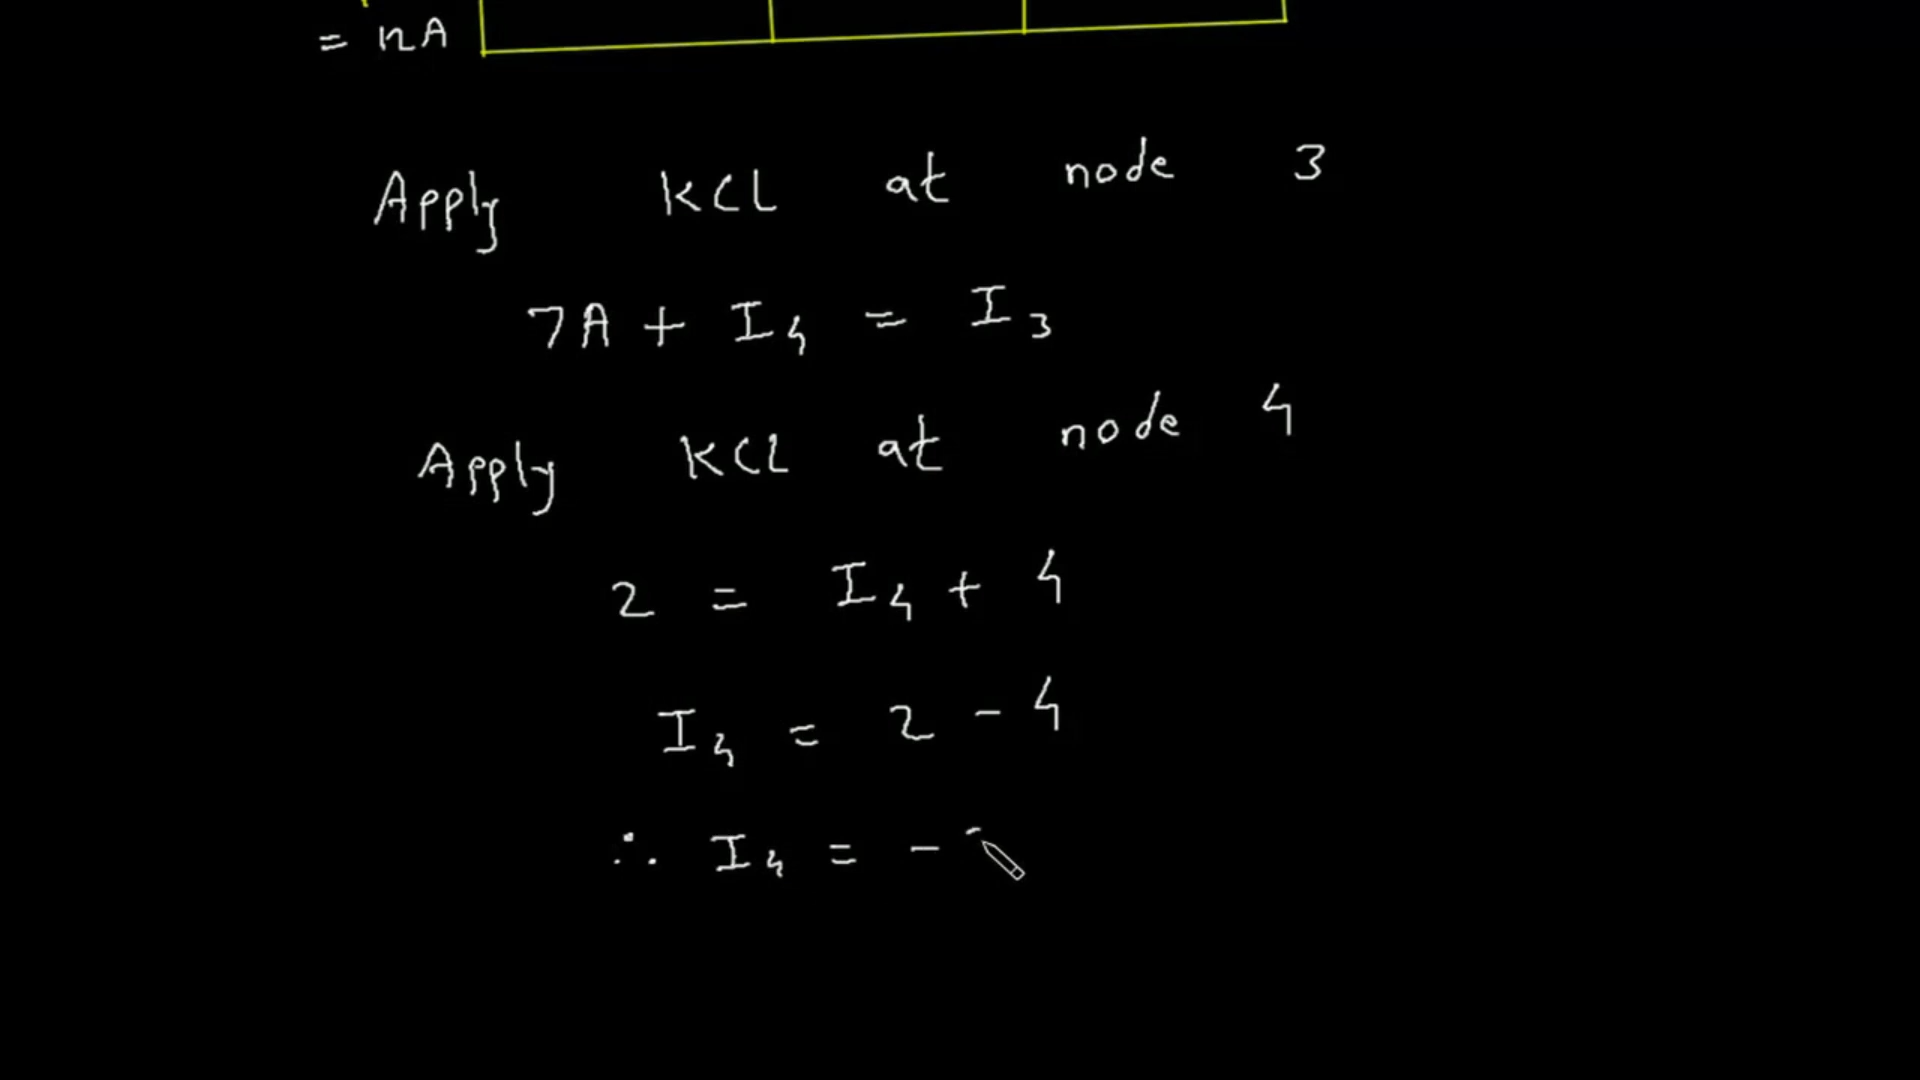 = 12A
Apply KCL at node 3
7A + I₄ = I₃
Apply KCL at node 4
2 = I₄ + 4
I₄ = 2 - 4
∴ I₄ = -